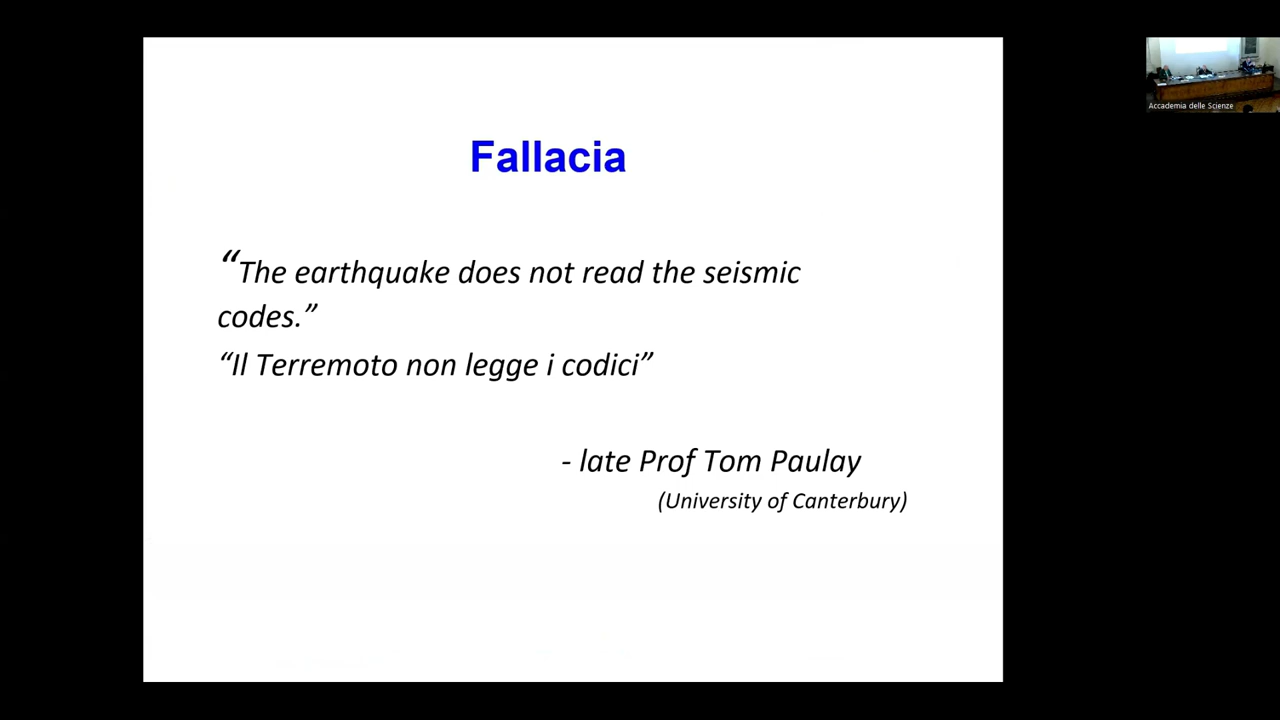 Fallacia
“The earthquake does not read the seismic
codes.”
“Il Terremoto non legge i codici”
- late Prof Tom Paulay
(University of Canterbury)
Accademia delle Scienze